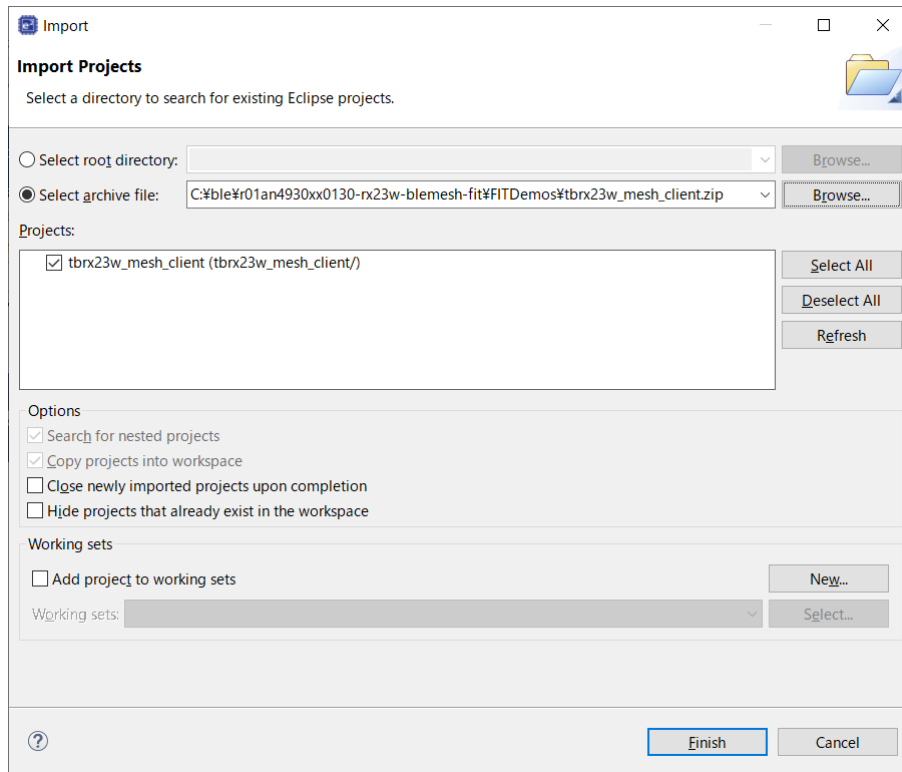 Import
Import Projects
Select a directory to search for existing Eclipse projects.
Select root directory:
Browse...
Select archive file:
C:¥ble¥r01an4930xx0130-rx23w-blemesh-fit¥FITDemos¥tbrx23w_mesh_client.zip
Browse...
Projects:
tbrx23w_mesh_client (tbrx23w_mesh_client/)
Select All
Deselect All
Refresh
Options
Search for nested projects
Copy projects into workspace
Close newly imported projects upon completion
Hide projects that already exist in the workspace
Working sets
Add project to working sets
New...
Working sets:
Select...
?
Finish
Cancel